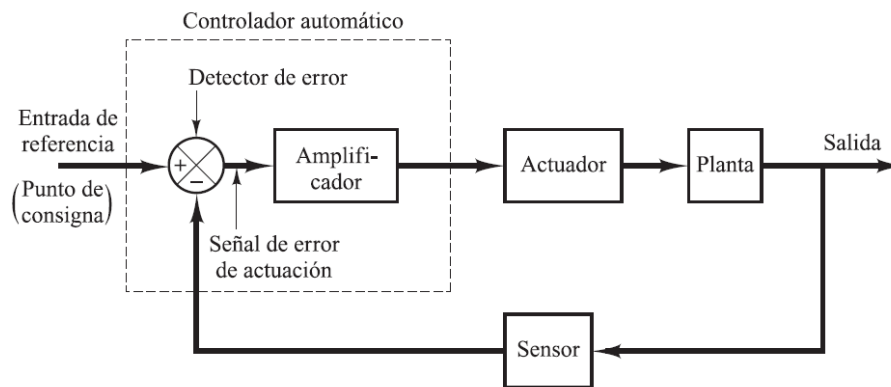 Controlador automático
Detector de error
Entrada de
referencia
(Punto de
consigna)
+
−
Señal de error
de actuación
Amplifi-
cador
Actuador
Planta
Salida
Sensor